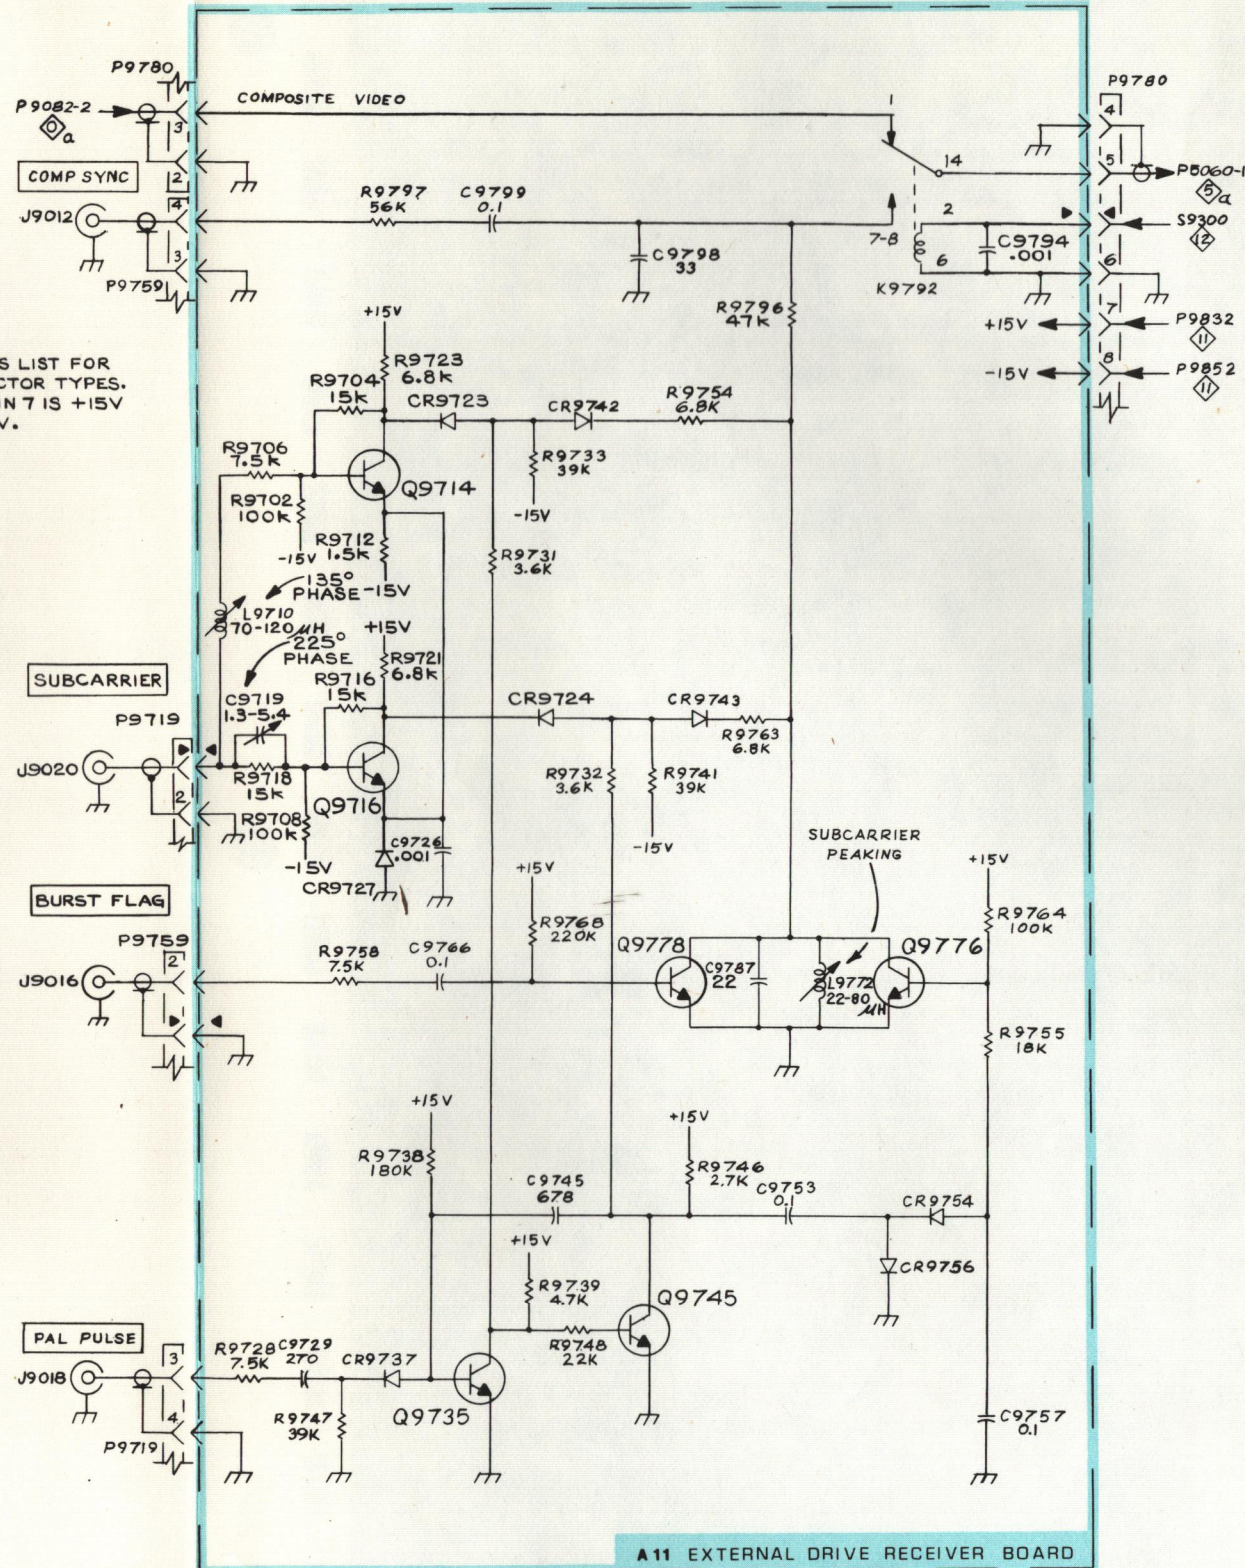 P9780
P9780
P9082-2
0
a
3
COMPOSITE VIDEO
2
COMP SYNC
J9012
4
3
P9759
R9797
56K
C9799
0.1
C9798
33
14
7-8
2
6
K9792
C9794
.001
4
5
P5060-1
5
a
S9300
12
6
7
+15V
P9832
11
8
-15V
P9852
11
S LIST FOR
CTOR TYPES.
IN 7 IS +15V
V.
+15V
R9723
6.8K
R9704
15K
CR9723
CR9742
R9754
6.8K
R9796
47K
R9706
7.5K
R9702
100K
-15V
Q9714
R9733
39K
-15V
R9712
1.5K
-15V
R9731
3.6K
135°
PHASE
L9710
70-120 µH
225°
PHASE
+15V
R9721
6.8K
R9716
15K
SUBCARRIER
P9719
J9020
2
C9719
1.3-5.4
R9718
15K
R9708
100K
-15V
Q9716
CR9724
CR9743
R9763
6.8K
R9732
3.6K
R9741
39K
-15V
C9726
.001
CR9727
SUBCARRIER
PEAKING
+15V
R9764
100K
BURST FLAG
P9759
2
J9016
R9758
7.5K
C9766
0.1
+15V
R9768
220K
Q9778
C9787
22
L9772
22-80
µH
Q9776
R9755
18K
+15V
R9738
180K
C9745
678
+15V
R9746
2.7K
C9753
0.1
CR9754
CR9756
+15V
R9739
4.7K
Q9745
R9748
22K
PAL PULSE
3
J9018
4
P9719
R9728
7.5K
C9729
270
CR9737
R9747
39K
Q9735
C9757
0.1
A11 EXTERNAL DRIVE RECEIVER BOARD